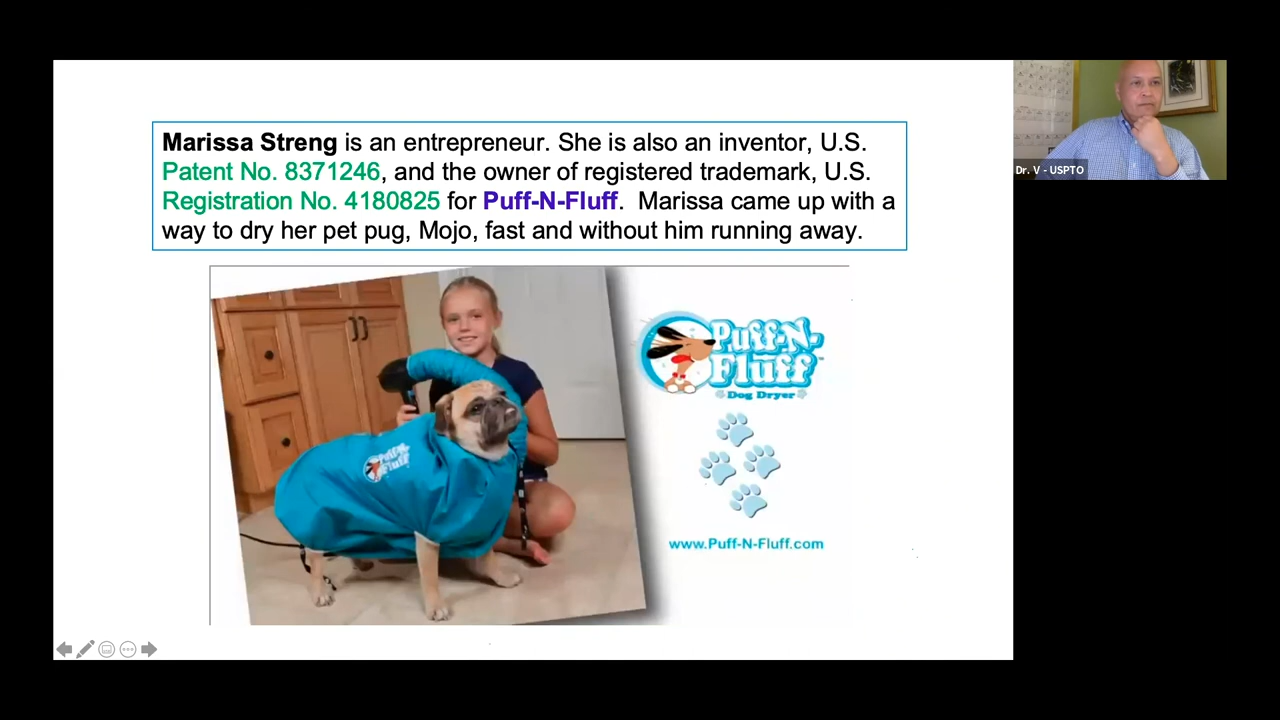 Marissa Streng is an entrepreneur. She is also an inventor, U.S.
Patent No. 8371246, and the owner of registered trademark, U.S.
Registration No. 4180825 for Puff-N-Fluff.  Marissa came up with a
way to dry her pet pug, Mojo, fast and without him running away.
Puff-N-
Fluff
Dog Dryer
www.Puff-N-Fluff.com
Puff-N-
Fluff
Dr. V - USPTO